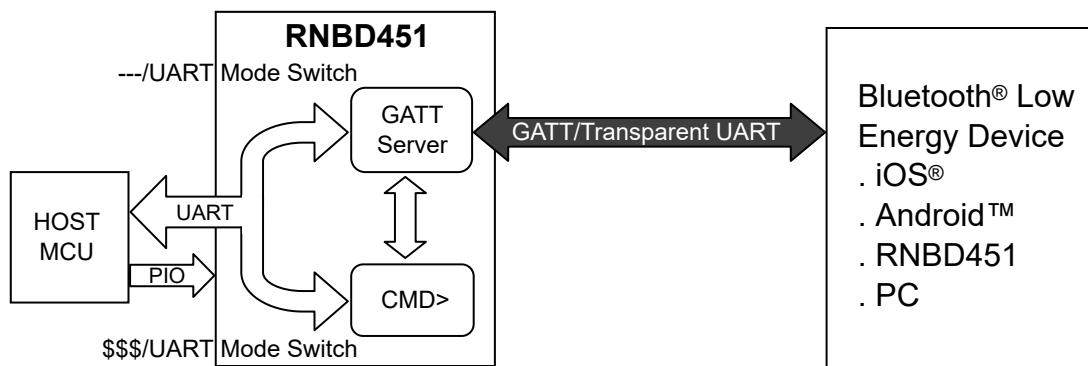 RNBD451
---/UART Mode Switch
GATT
Server
GATT/Transparent UART
Bluetooth® Low
Energy Device
. iOS®
. Android™
. RNBD451
. PC
HOST
MCU
UART
PIO
CMD>
$$$/UART Mode Switch